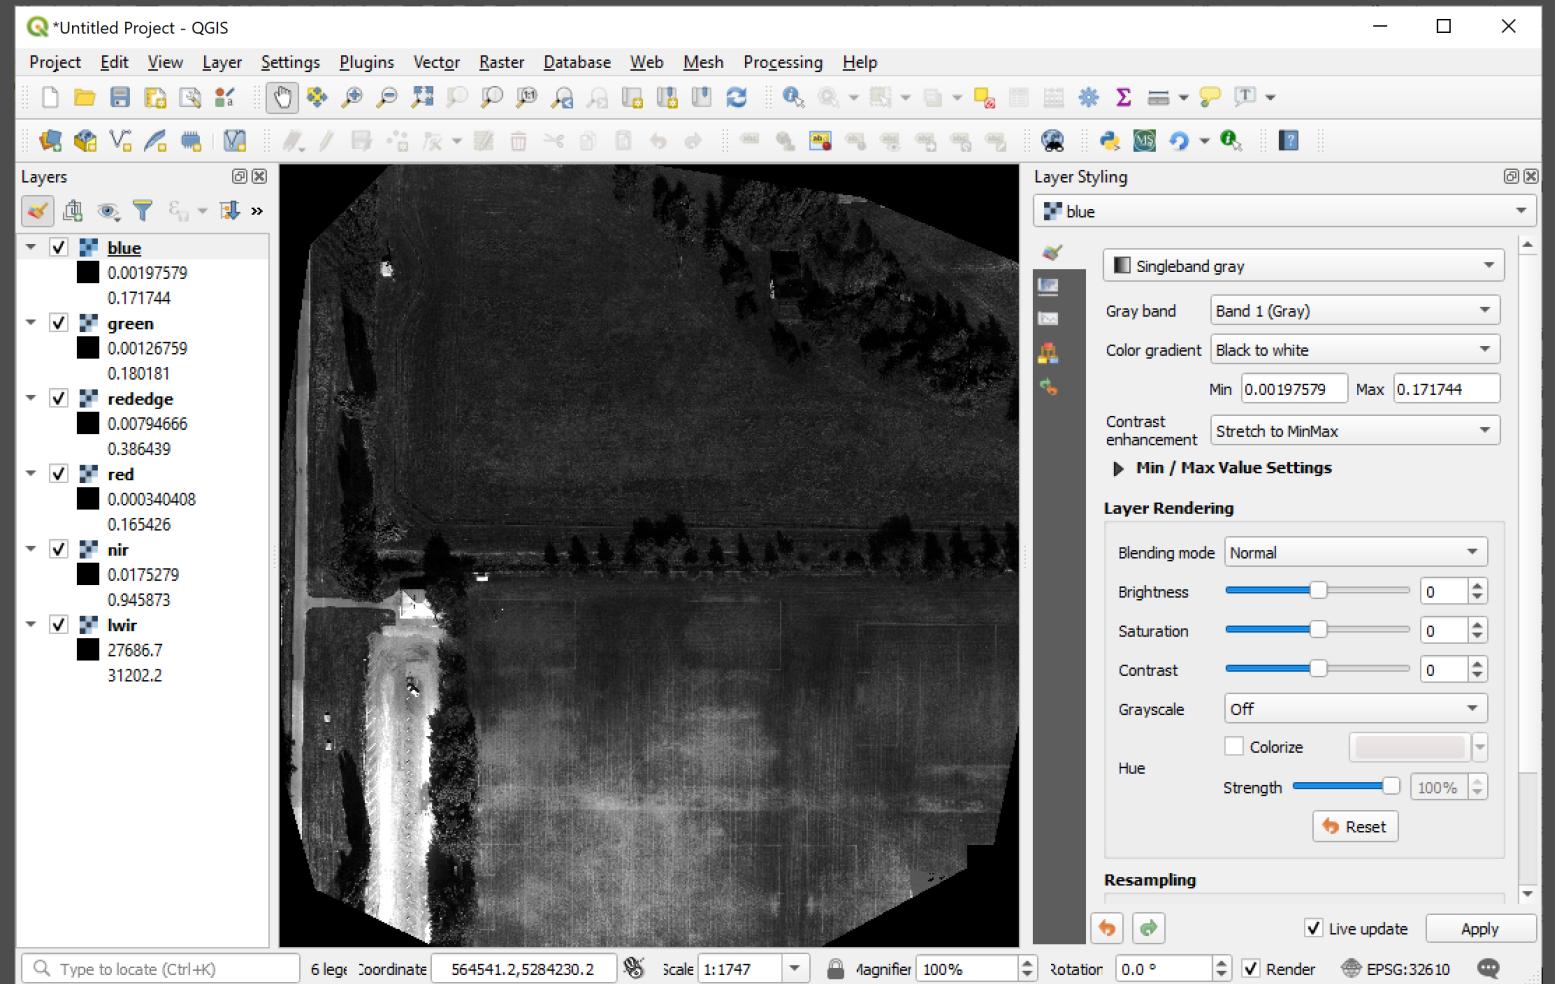 *Untitled Project - QGIS
Project Edit View Layer Settings Plugins Vector Raster Database Web Mesh Processing Help
Layers
blue
0.00197579
0.171744
green
0.00126759
0.180181
rededge
0.00794666
0.386439
red
0.000340408
0.165426
nir
0.0175279
0.945873
lwir
27686.7
31202.2
Layer Styling
blue
Singleband gray
Gray band Band 1 (Gray)
Color gradient Black to white
Min 0.00197579 Max 0.171744
Contrast
enhancement Stretch to MinMax
Min / Max Value Settings
Layer Rendering
Blending mode Normal
Brightness 0
Saturation 0
Contrast 0
Grayscale Off
Colorize
Hue
Strength 100%
Reset
Resampling
Live update Apply
Type to locate (Ctrl+K) 6 lege Coordinate 564541.2,5284230.2 Scale 1:1747 Magnifier 100% Rotation 0.0 ° Render EPSG:32610